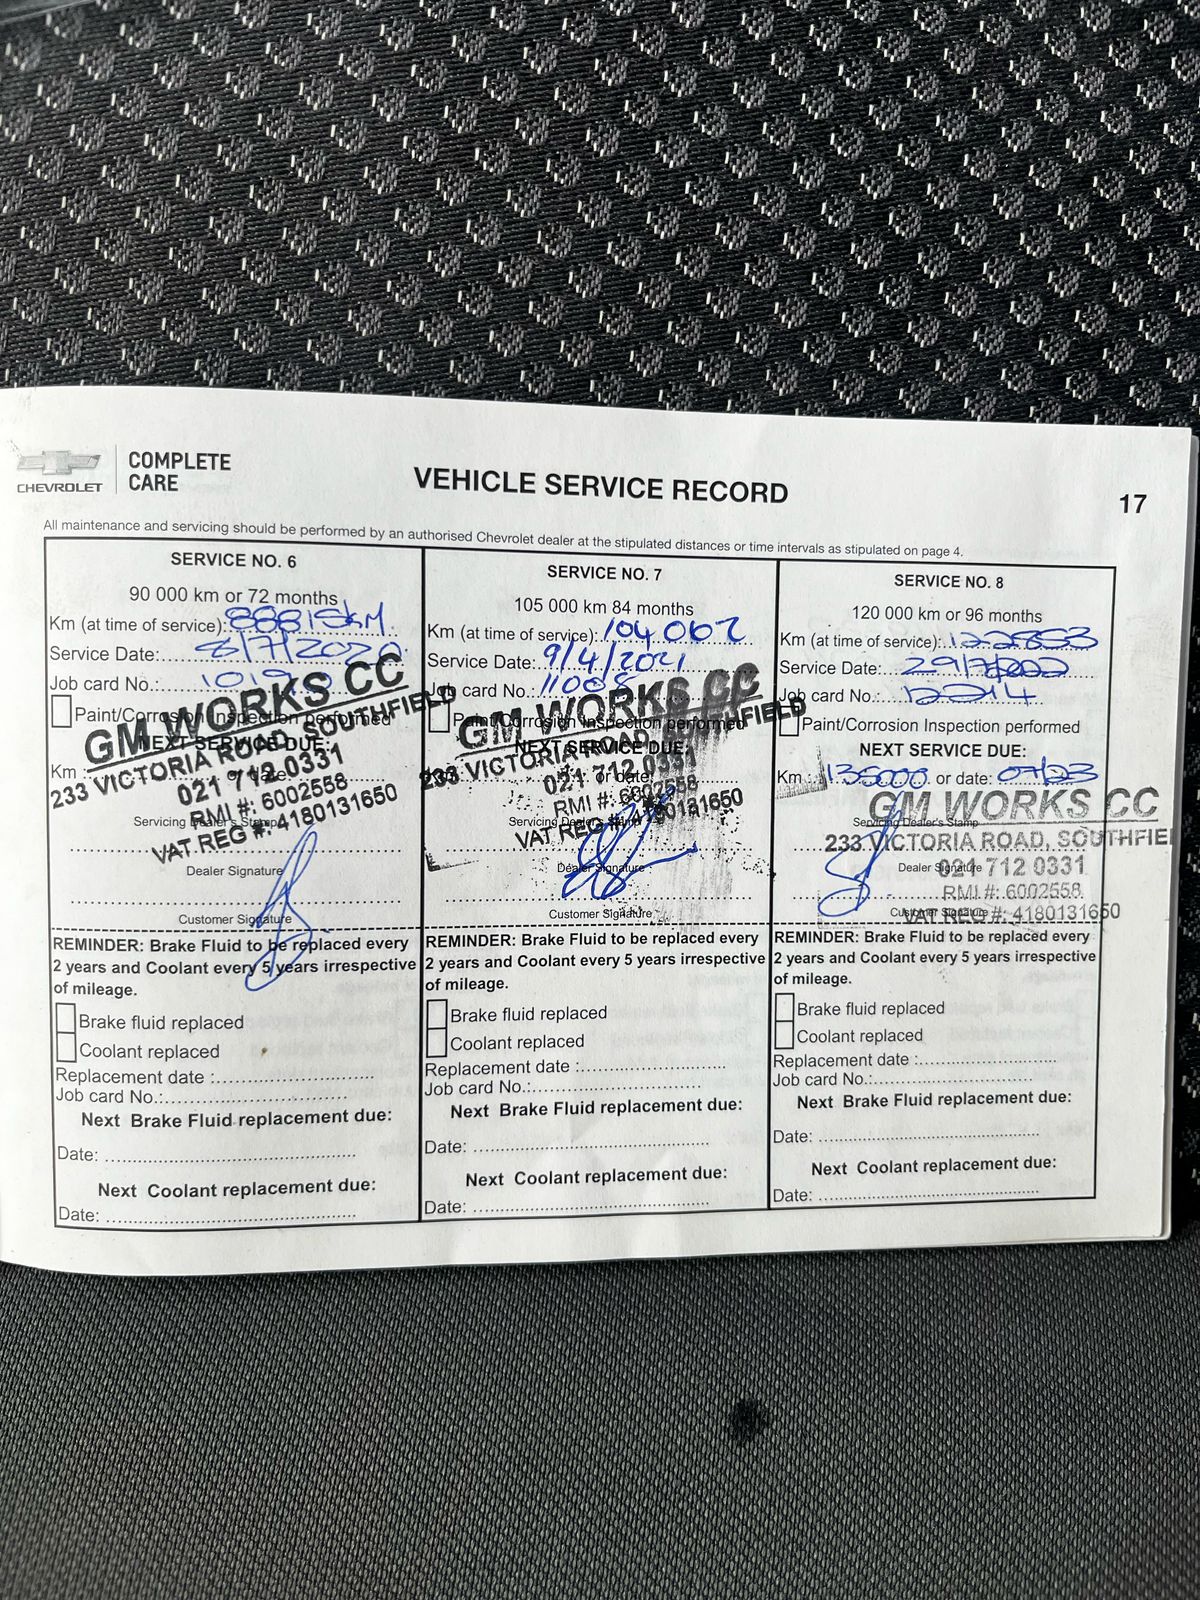 CHEVROLET
COMPLETE
CARE
VEHICLE SERVICE RECORD
17
All maintenance and servicing should be performed by an authorised Chevrolet dealer at the stipulated distances or time intervals as stipulated on page 4.
SERVICE NO. 6
90 000 km or 72 months
Km (at time of service): 88815km
Service Date: 8/7/2020
Job card No.:
Paint/Corrosion Inspection performed
NEXT SERVICE DUE:
Km : or date:
GM WORKS CC
233 VICTORIA ROAD, SOUTHFIELD
021 712 0331
RMI #: 6002558
VAT REG #: 4180131650
Servicing Dealer's Stamp
Dealer Signature
Customer Signature
REMINDER: Brake Fluid to be replaced every
2 years and Coolant every 5 years irrespective
of mileage.
Brake fluid replaced
Coolant replaced
Replacement date :
Job card No.:
Next Brake Fluid replacement due:
Date:
Next Coolant replacement due:
Date:
SERVICE NO. 7
105 000 km 84 months
Km (at time of service): 104 062
Service Date: 9/4/2021
Job card No.: 11008
Paint/Corrosion Inspection performed
NEXT SERVICE DUE:
or date:
GM WORKS CC
233 VICTORIA ROAD, SOUTHFIELD
021 712 0331
RMI #: 6002558
VAT REG #: 4180131650
Servicing Dealer's Stamp
Dealer Signature
Customer Signature
REMINDER: Brake Fluid to be replaced every
2 years and Coolant every 5 years irrespective
of mileage.
Brake fluid replaced
Coolant replaced
Replacement date :
Job card No.:
Next Brake Fluid replacement due:
Date:
Next Coolant replacement due:
Date:
SERVICE NO. 8
120 000 km or 96 months
Km (at time of service): 122853
Service Date:
Job card No.: 12214
Paint/Corrosion Inspection performed
NEXT SERVICE DUE:
Km : 135000 or date: 07/23
GM WORKS CC
233 VICTORIA ROAD, SOUTHFIE
021 712 0331
RMI #: 6002558
VAT REG #: 4180131650
Servicing Dealer's Stamp
Dealer Signature
Customer Signature
REMINDER: Brake Fluid to be replaced every
2 years and Coolant every 5 years irrespective
of mileage.
Brake fluid replaced
Coolant replaced
Replacement date :
Job card No.:
Next Brake Fluid replacement due:
Date:
Next Coolant replacement due:
Date: